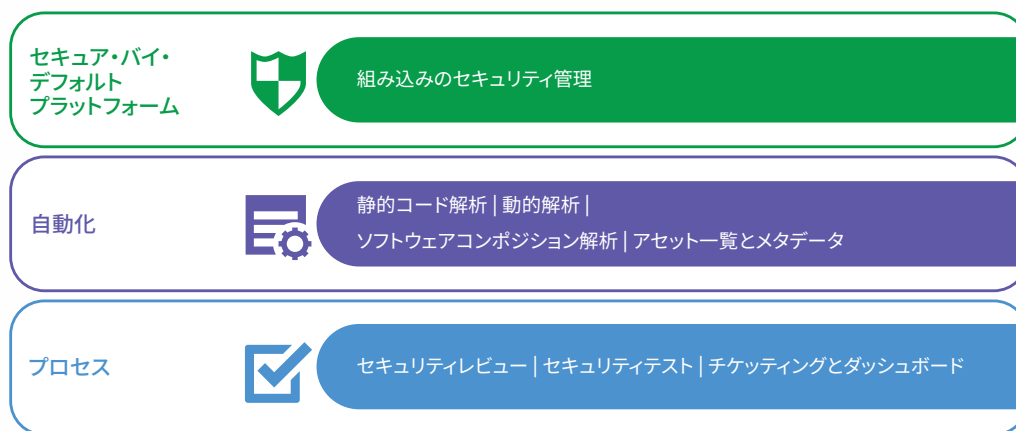 セキュア・バイ・
デフォルト
プラットフォーム
組み込みのセキュリティ管理
自動化
静的コード解析 | 動的解析 |
ソフトウェアコンポジション解析 | アセット一覧とメタデータ
プロセス
セキュリティレビュー | セキュリティテスト | チケッティングとダッシュボード